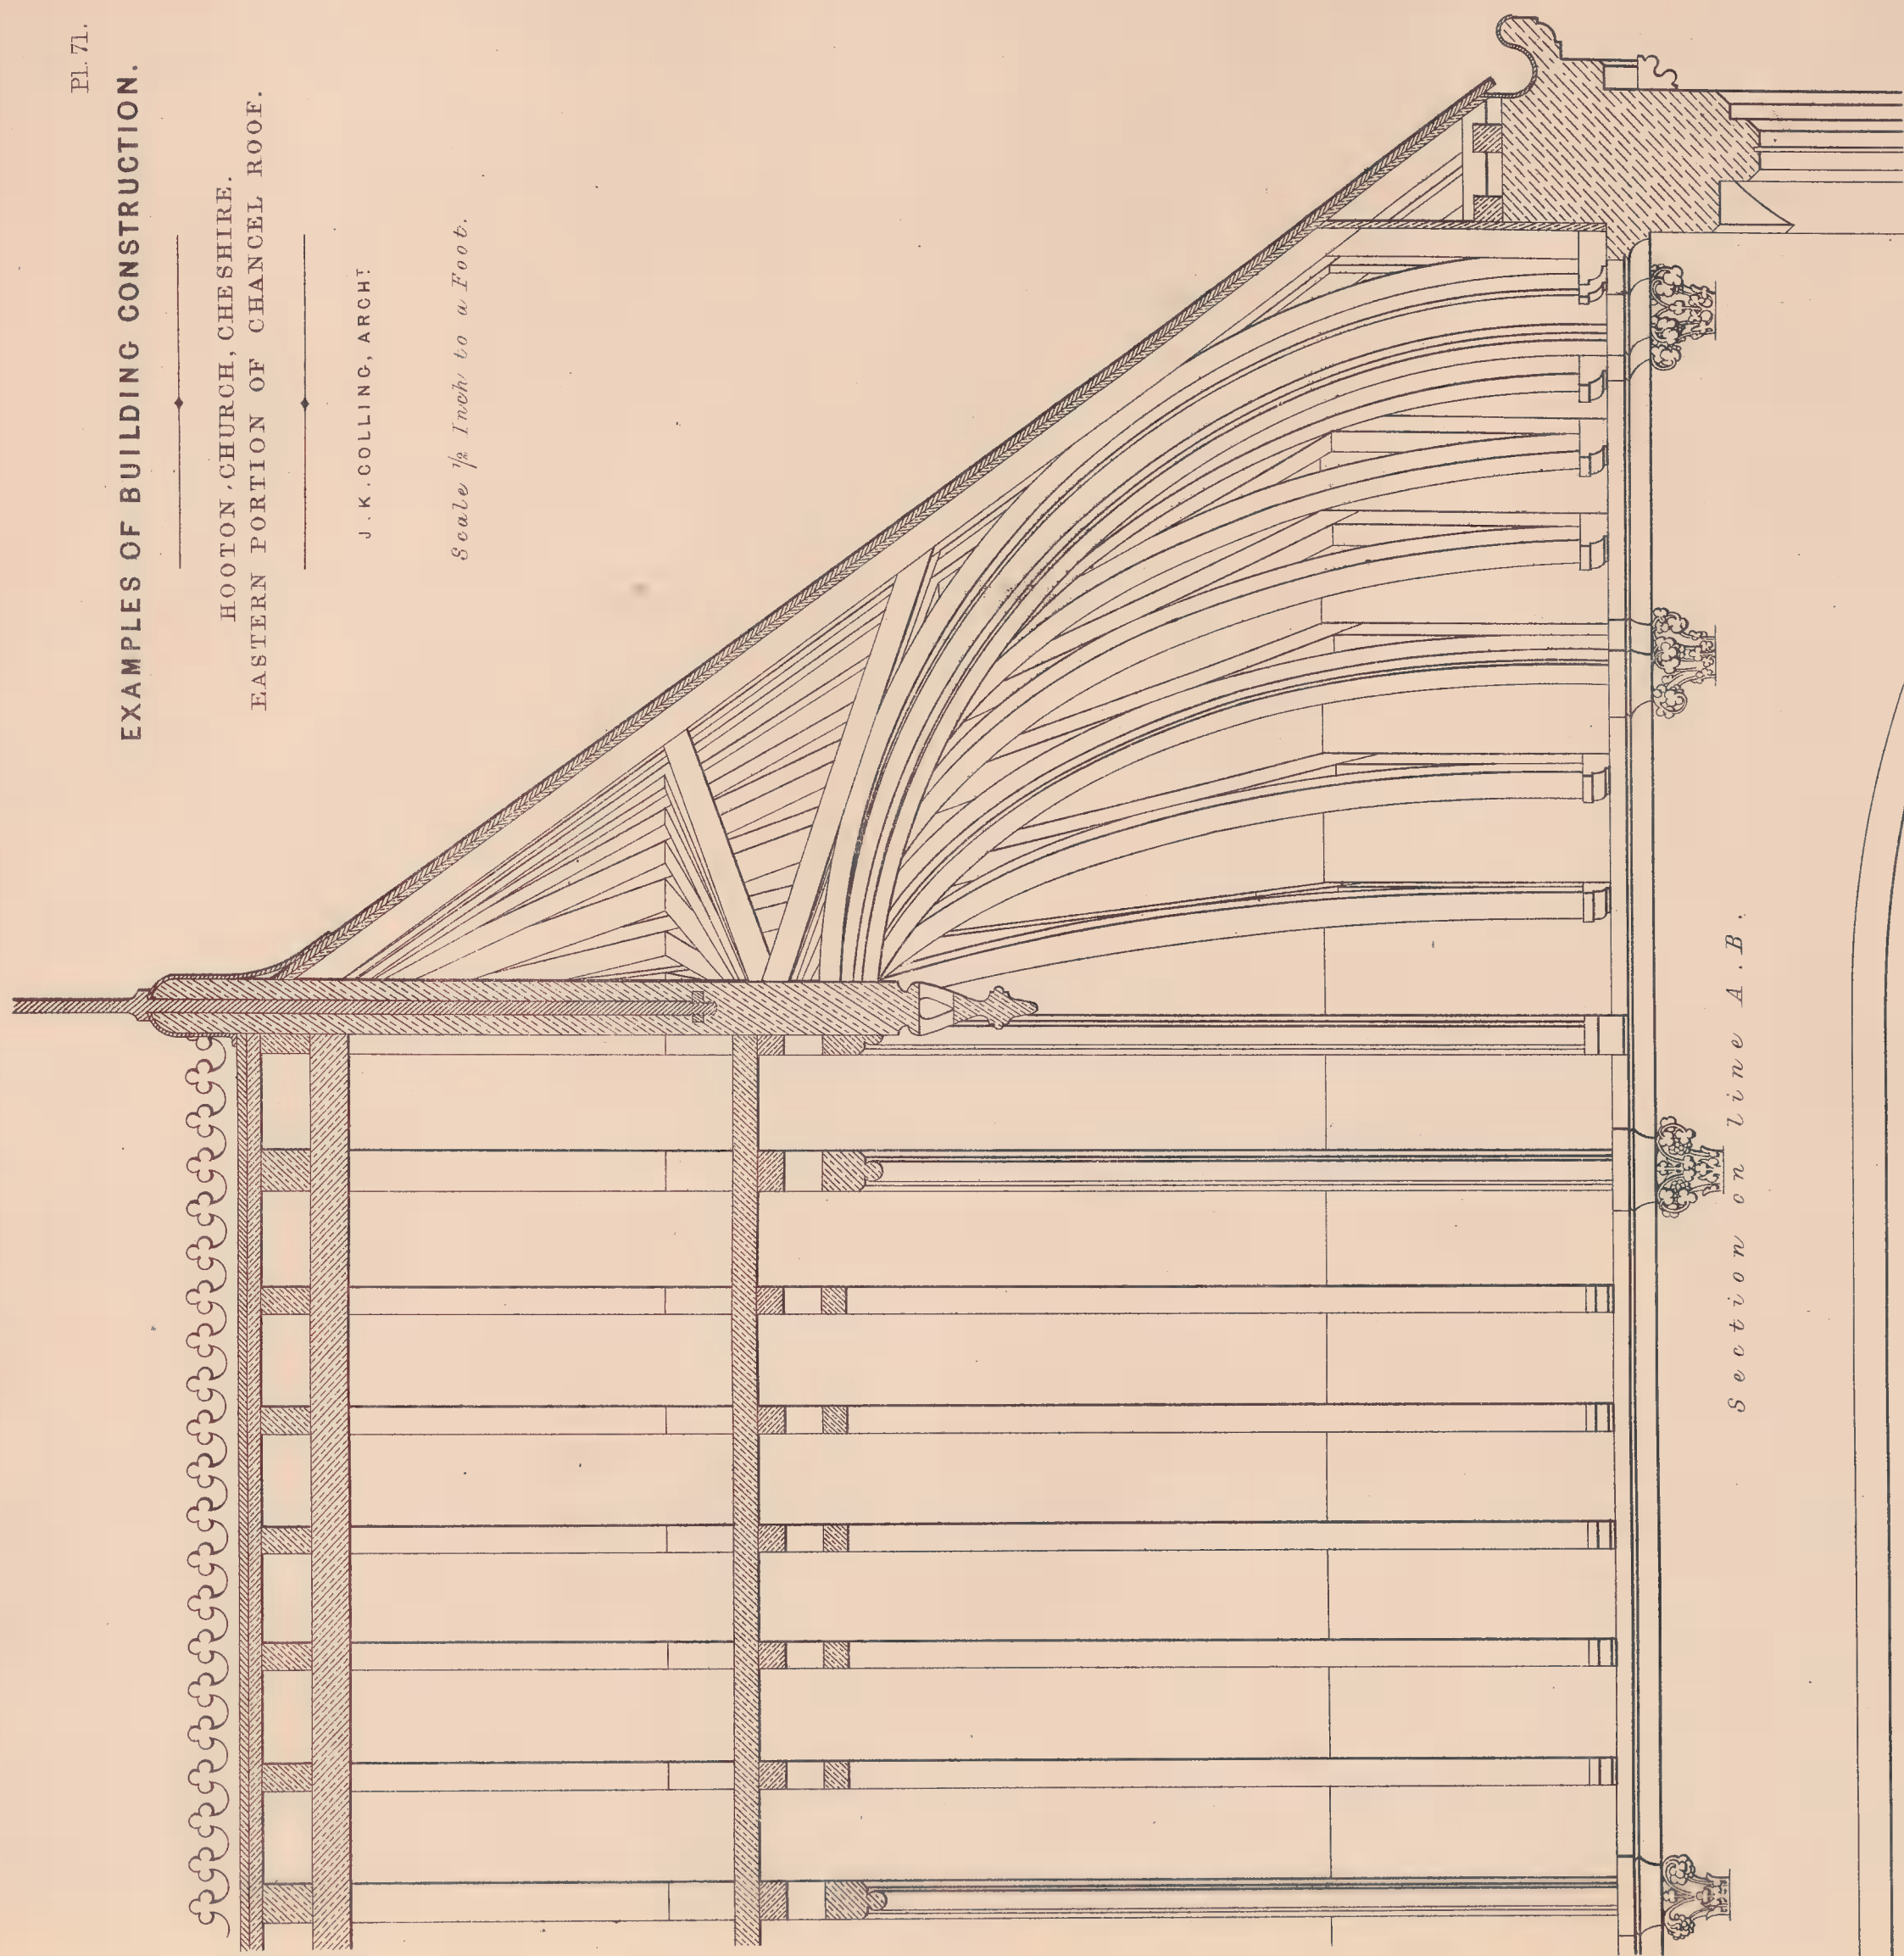 Pl. 71.
EXAMPLES OF BUILDING CONSTRUCTION.
HOOTON, CHURCH, CHESHIRE.
EASTERN PORTION OF CHANCEL ROOF.
J. K. COLLING, ARCHT
Scale 1/2 Inch to a Foot.
Section on line A.B.